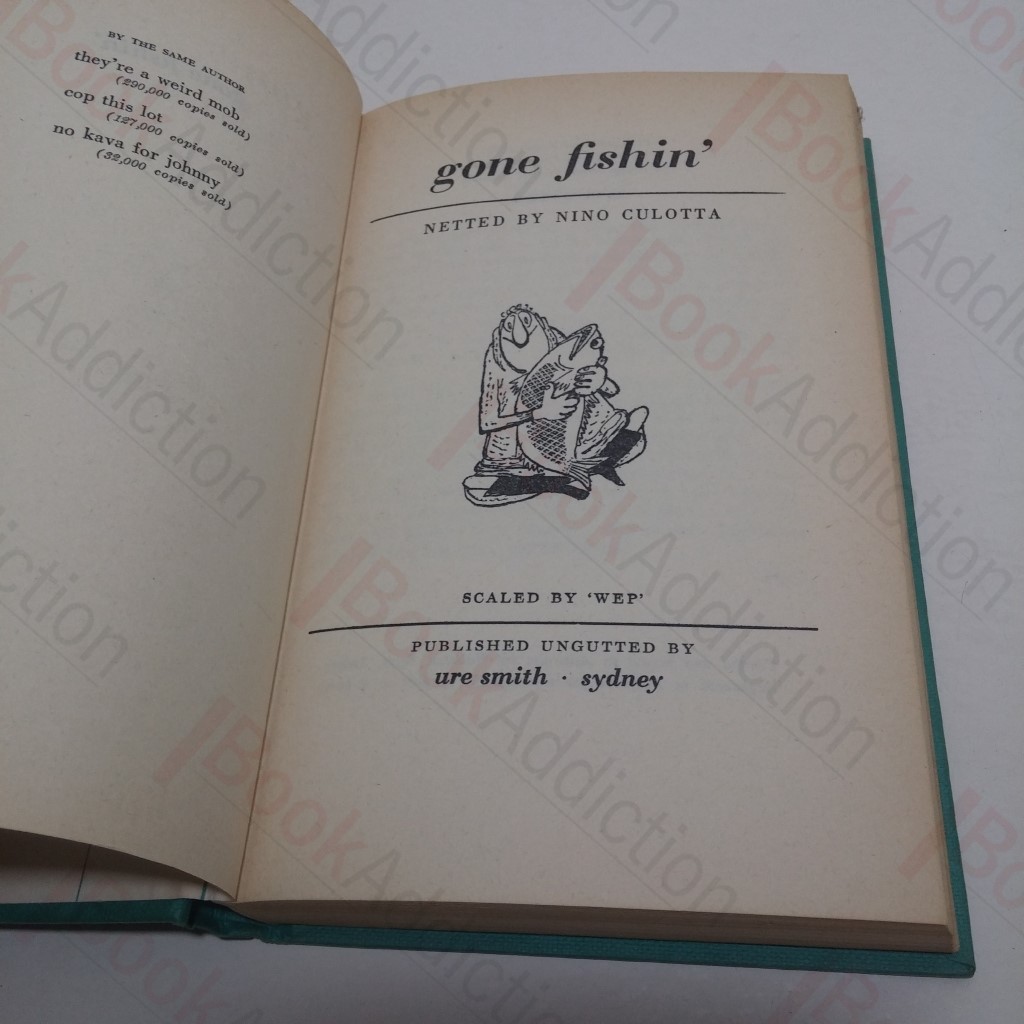 BY THE SAME AUTHOR
they're a weird mob
(290,000 copies sold)
cop this lot
(127,000 copies sold)
no kava for johnny
(32,000 copies sold)
gone fishin'
NETTED BY NINO CULOTTA
SCALED BY 'WEP'
PUBLISHED UNGUTTED BY
ure smith · sydney
BookAddiction